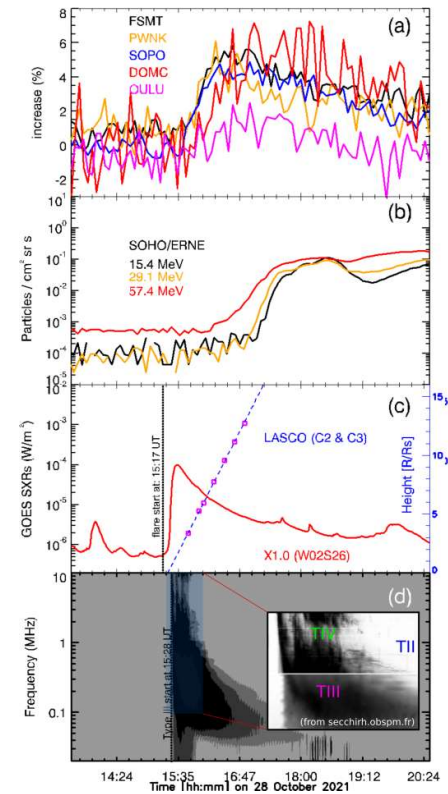 (a)
FSMT
PWNK
SOPO
DOMC
OULU
increase (%)
8
6
4
2
0
2
(b)
SOHO/ERNE
15.4 MeV
29.1 MeV
57.4 MeV
Particles / cm² sr s
10¹
10⁰
10⁻¹
10⁻²
10⁻³
10⁻⁴
10⁻⁵
(c)
LASCO (C2 & C3)
X1.0 (W02S26)
flare start at: 15:17 UT
GOES SXRs (W/m²)
10⁻²
10⁻³
10⁻⁴
10⁻⁵
10⁻⁶
Height [R/Rs]
15
10
5
0
(d)
Type III start at 15:28 UT
TIV
TII
TIII
(from secchirh.obspm.fr)
Frequency (MHz)
10
1
0.1
14:24
15:35
16:47
18:00
19:12
20:24
Time [hh:mm] on 28 October 2021